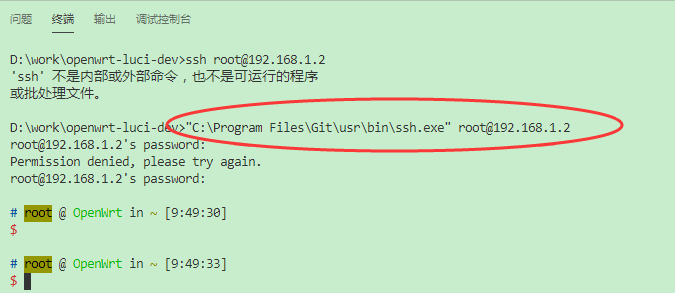 问题 终端 输出 调试控制台
D:\work\openwrt-luci-dev>ssh root@192.168.1.2
'ssh' 不是内部或外部命令，也不是可运行的程序
或批处理文件。
D:\work\openwrt-luci-dev>"C:\Program Files\Git\usr\bin\ssh.exe" root@192.168.1.2
root@192.168.1.2's password:
Permission denied, please try again.
root@192.168.1.2's password:
# root @ OpenWrt in ~ [9:49:30]
$
# root @ OpenWrt in ~ [9:49:33]
$